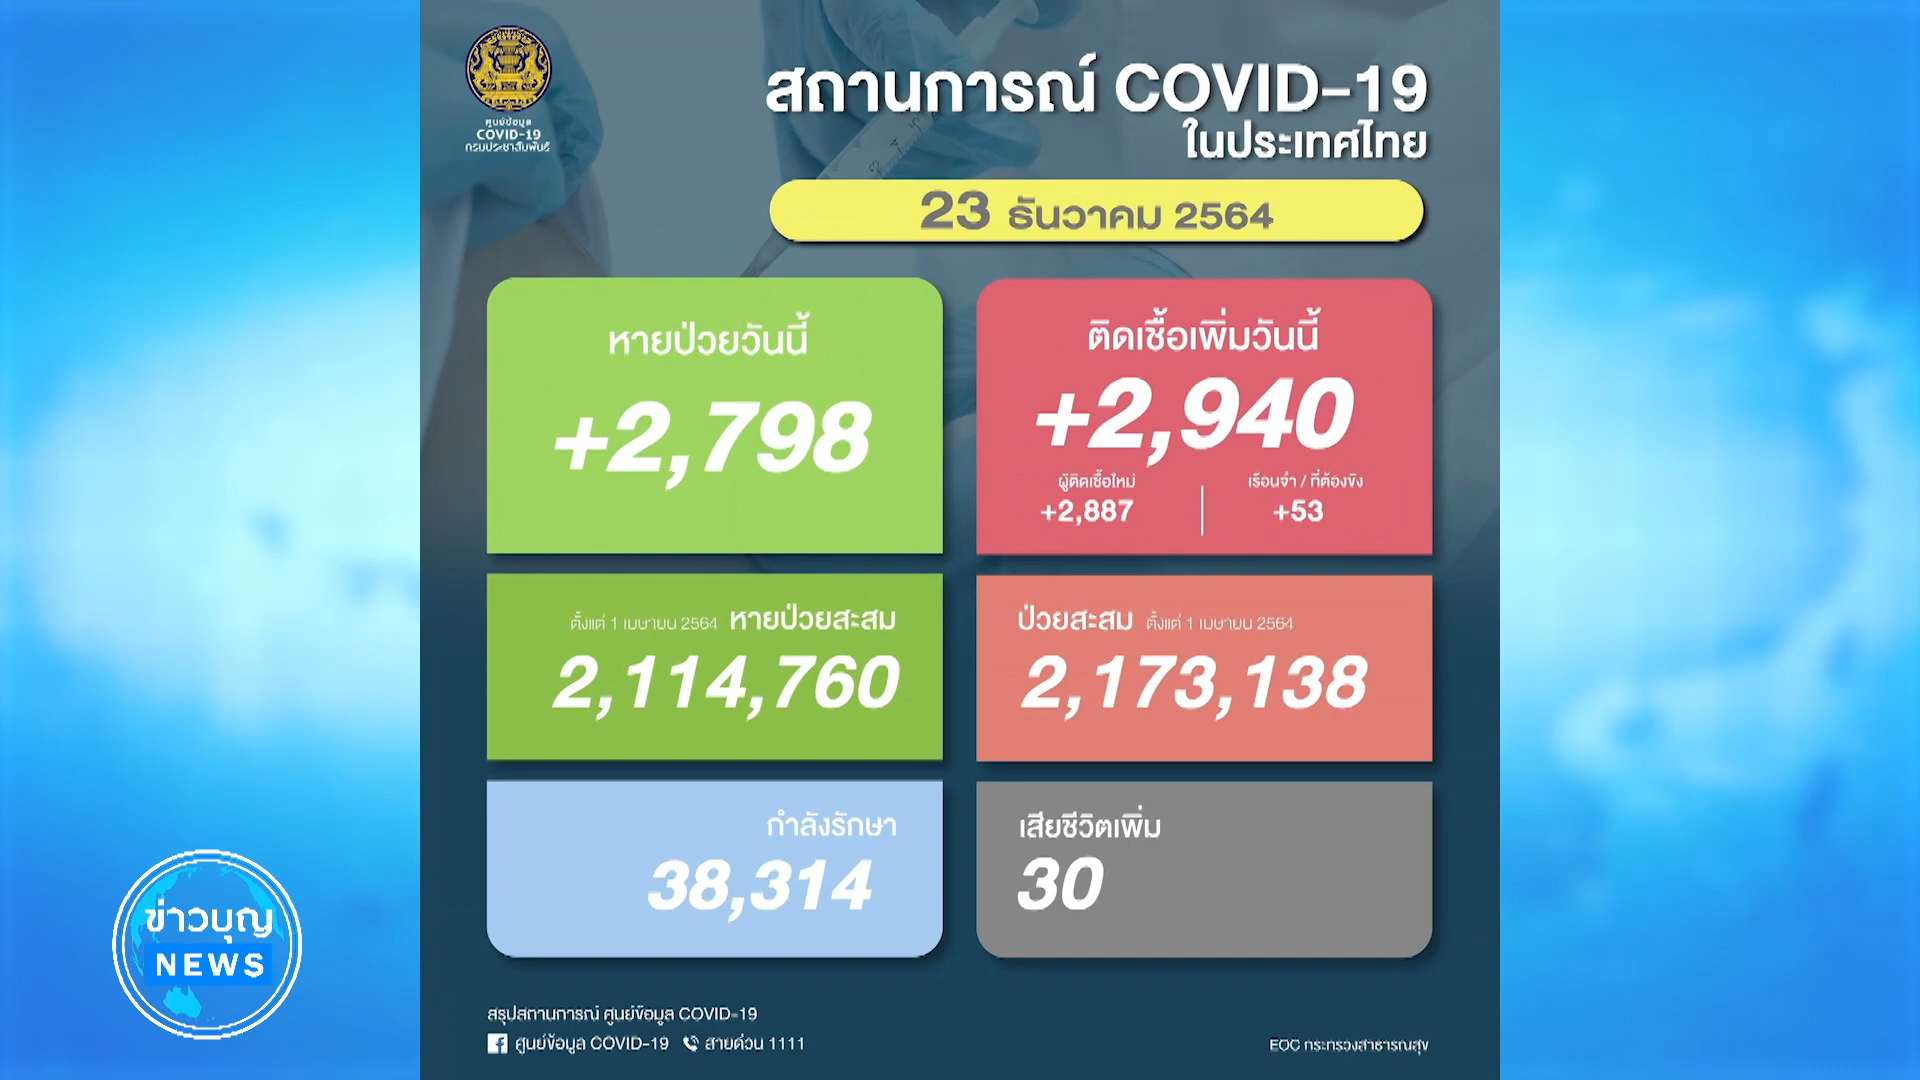 ศูนย์ข้อมูล
COVID-19
กรมประชาสัมพันธ์
สถานการณ์ COVID-19
ในประเทศไทย
23 ธันวาคม 2564
หายป่วยวันนี้
+2,798
ติดเชื้อเพิ่มวันนี้
+2,940
ผู้ติดเชื้อใหม่
+2,887
เรือนจำ / ที่ต้องขัง
+53
ตั้งแต่ 1 เมษายน 2564 หายป่วยสะสม
2,114,760
ป่วยสะสม ตั้งแต่ 1 เมษายน 2564
2,173,138
กำลังรักษา
38,314
เสียชีวิตเพิ่ม
30
ข่าวบุญ
NEWS
สรุปสถานการณ์ ศูนย์ข้อมูล COVID-19
ศูนย์ข้อมูล COVID-19 สายด่วน 1111
EOC กระทรวงสาธารณสุข